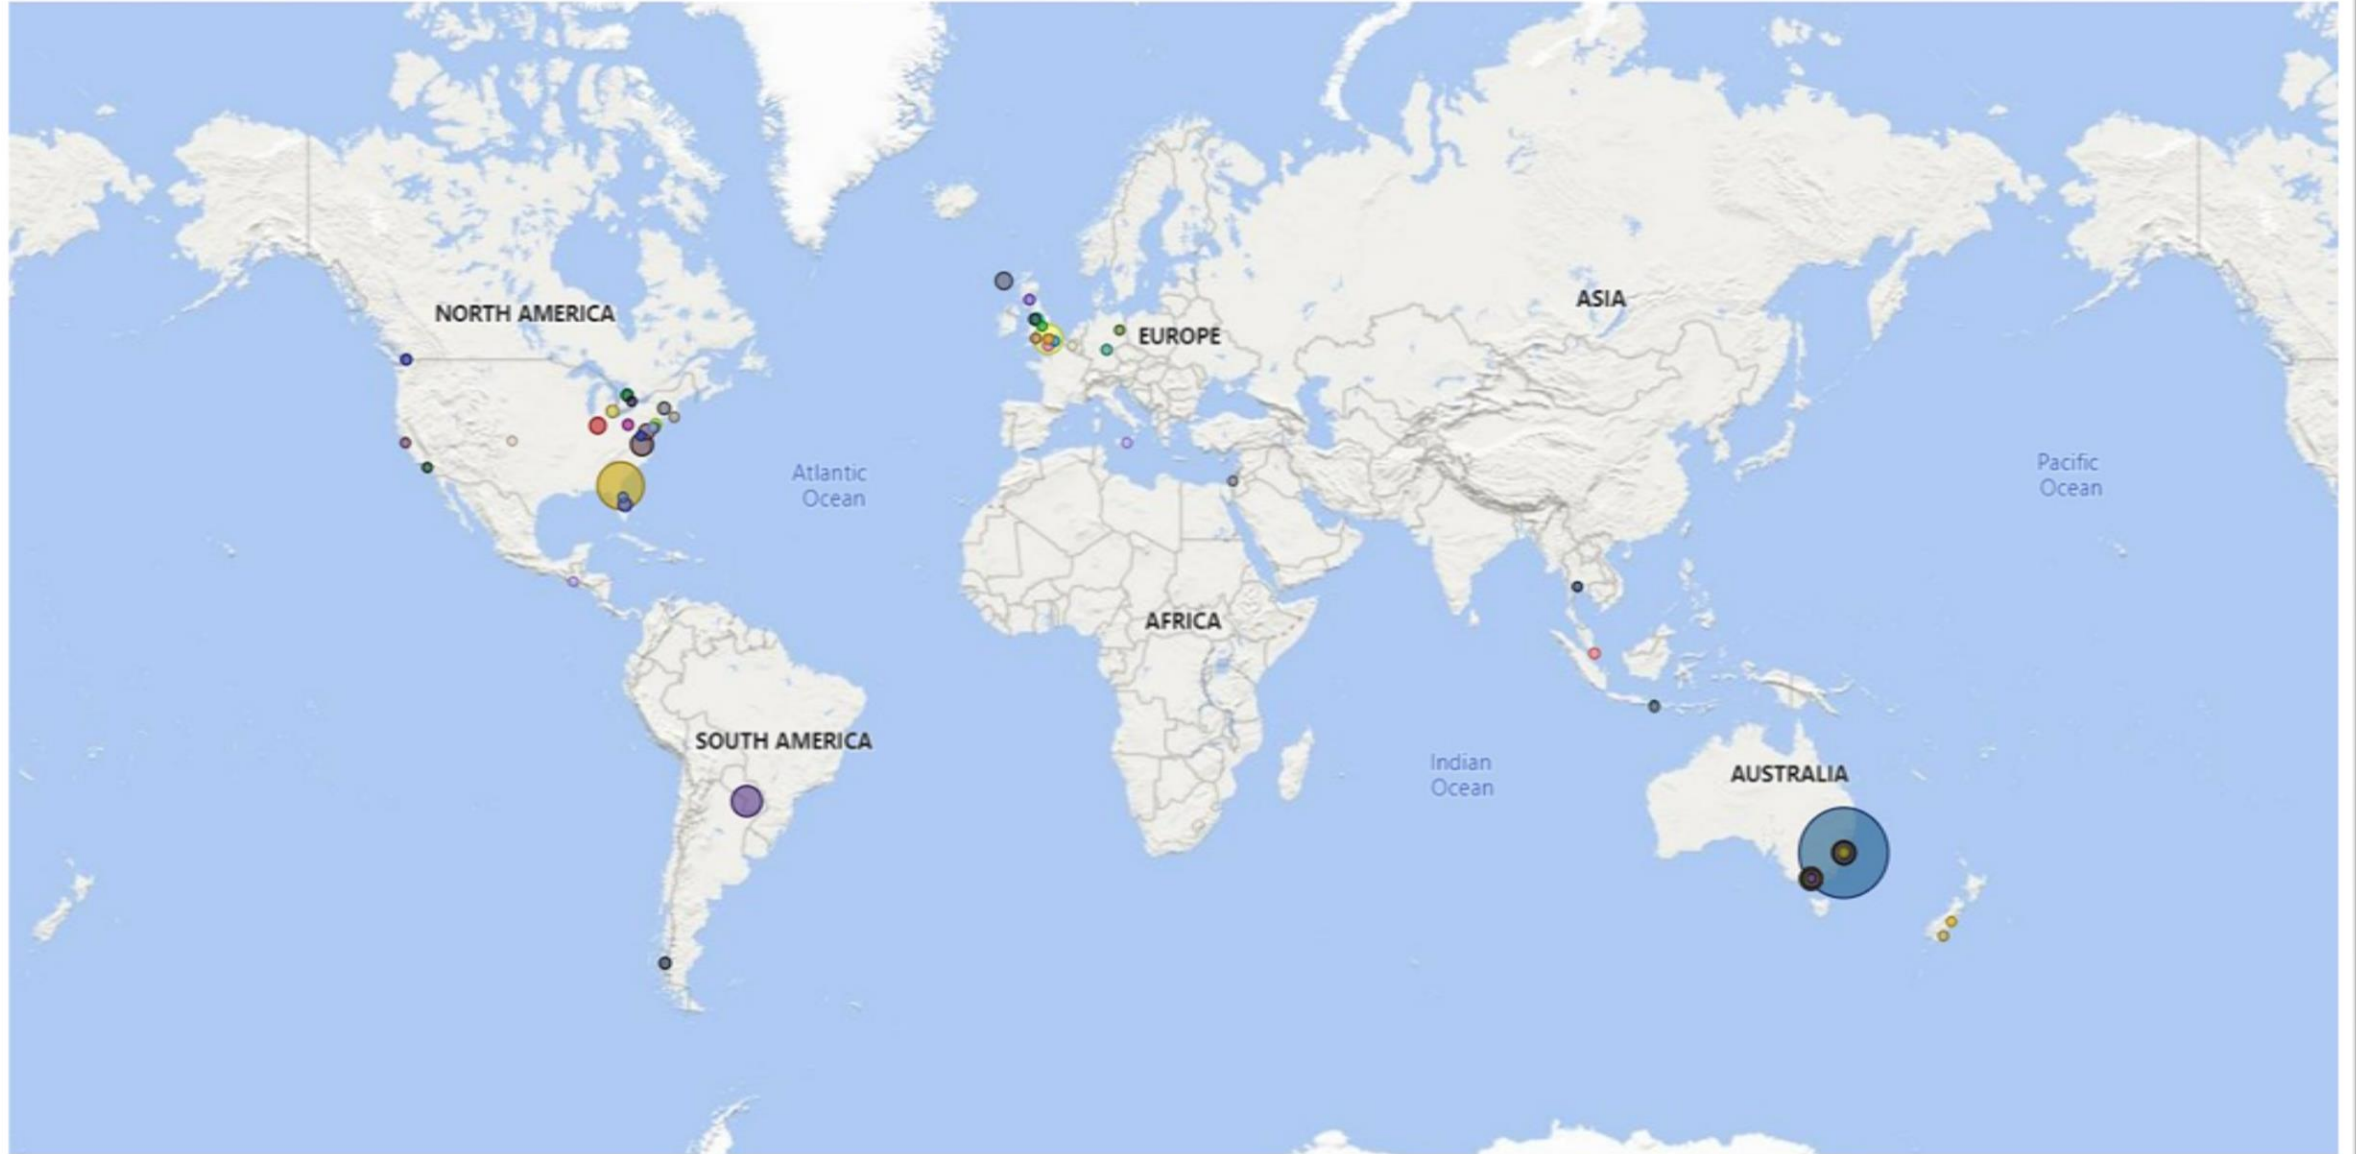 NORTH AMERICA
ASIA
EUROPE
Atlantic
Ocean
Pacific
Ocean
AFRICA
SOUTH AMERICA
Indian
Ocean
AUSTRALIA